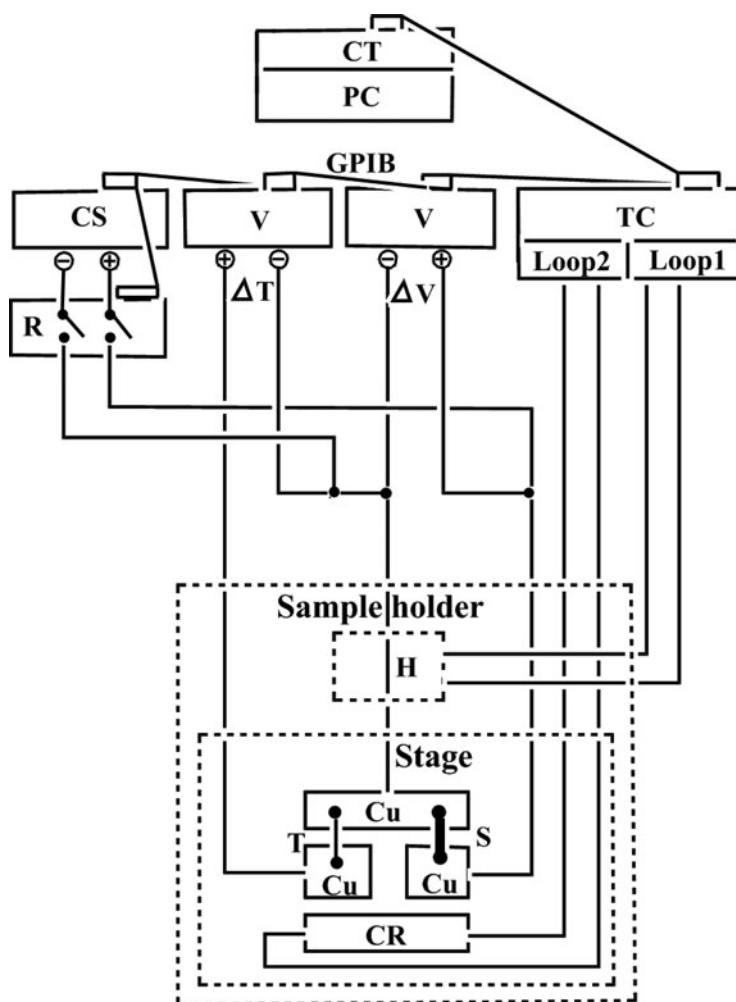 CT
PC
GPIB
CS V V TC
⊖ ⊕ ⊕ ⊖ ⊖ ⊕ Loop2 Loop1
ΔT ΔV
R
Sample holder
H
Stage
Cu
T S
Cu Cu
CR